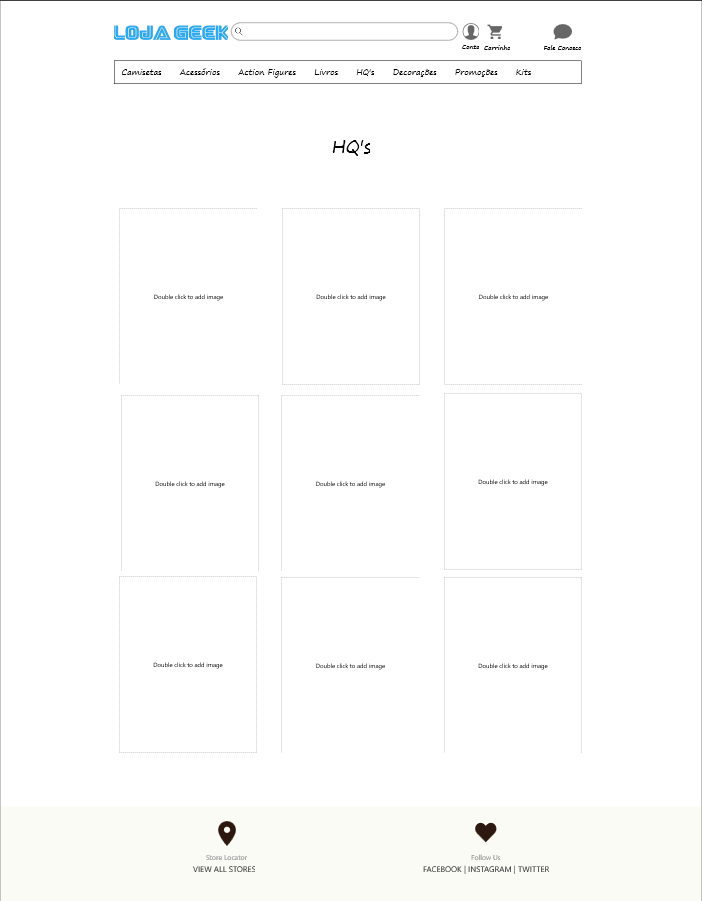 LOJA GEEK
Conta Carrinho Fale Conosco
Camisetas Acessórios Action Figures Livros HQ's Decorações Promoções Kits
HQ's
Double click to add image Double click to add image Double click to add image
Double click to add image Double click to add image Double click to add image
Double click to add image Double click to add image Double click to add image
Store Locator Follow Us
VIEW ALL STORES FACEBOOK | INSTAGRAM | TWITTER